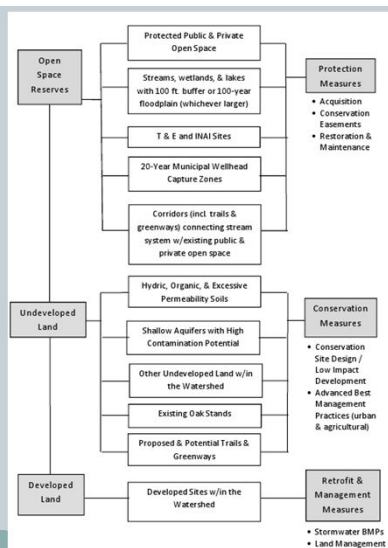 Protected Public & Private
Open Space
Open
Space
Reserves
Streams, wetlands, & lakes
with 100 ft. buffer or 100-year
floodplain (whichever larger)
T & E and INAI Sites
20-Year Municipal Wellhead
Capture Zones
Corridors (incl. trails &
greenways) connecting stream
system w/existing public &
private open space
Protection
Measures
• Acquisition
• Conservation
Easements
• Restoration &
Maintenance
Undeveloped
Land
Hydric, Organic, & Excessive
Permeability Soils
Shallow Aquifers with High
Contamination Potential
Other Undeveloped Land w/in
the Watershed
Existing Oak Stands
Proposed & Potential Trails &
Greenways
Conservation
Measures
• Conservation
Site Design /
Low Impact
Development
• Advanced Best
Management
Practices (urban
& agricultural)
Developed
Land
Developed Sites w/in the
Watershed
Retrofit &
Management
Measures
• Stormwater BMPs
• Land Management